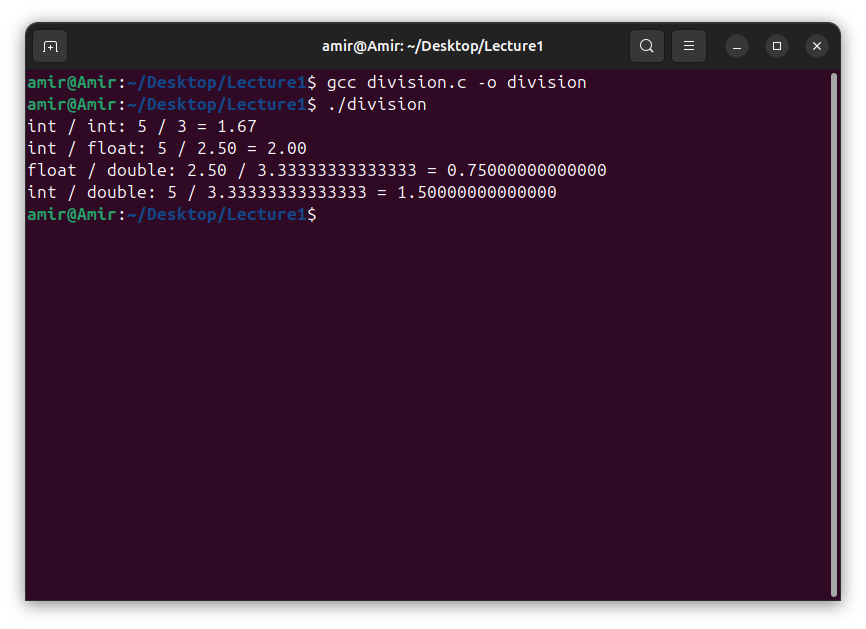 amir@Amir: ~/Desktop/Lecture1
amir@Amir:~/Desktop/Lecture1$ gcc division.c -o division
amir@Amir:~/Desktop/Lecture1$ ./division
int / int: 5 / 3 = 1.67
int / float: 5 / 2.50 = 2.00
float / double: 2.50 / 3.33333333333333 = 0.75000000000000
int / double: 5 / 3.33333333333333 = 1.50000000000000
amir@Amir:~/Desktop/Lecture1$